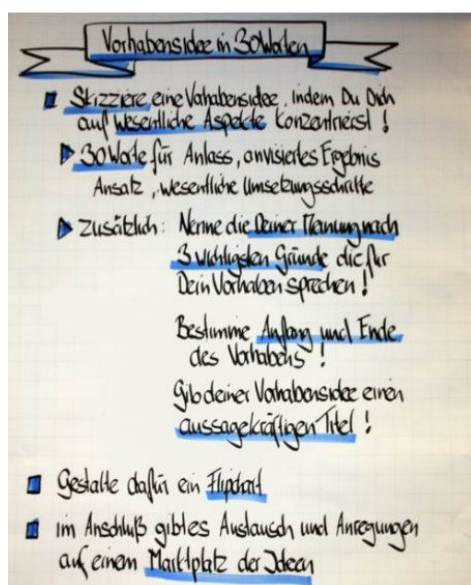 Vorhabensidee in 30 Worten
Skizziere eine Vorhabensidee, indem Du Dich
auf wesentliche Aspekte konzentrierst !
30 Worte für Anlass, anvisiertes Ergebnis
Ansatz, wesentliche Umsetzungsschritte
Zusätzlich: Nenne die Deiner Meinung nach
3 wichtigsten Gründe die für
Dein Vorhaben sprechen !
Bestimme Anfang und Ende
des Vorhabens !
Gib deiner Vorhabensidee einen
aussagekräftigen Titel !
Gestalte dafür ein Flipchart
im Anschluß gibt es Austausch und Anregungen
auf einem Marktplatz der Ideen